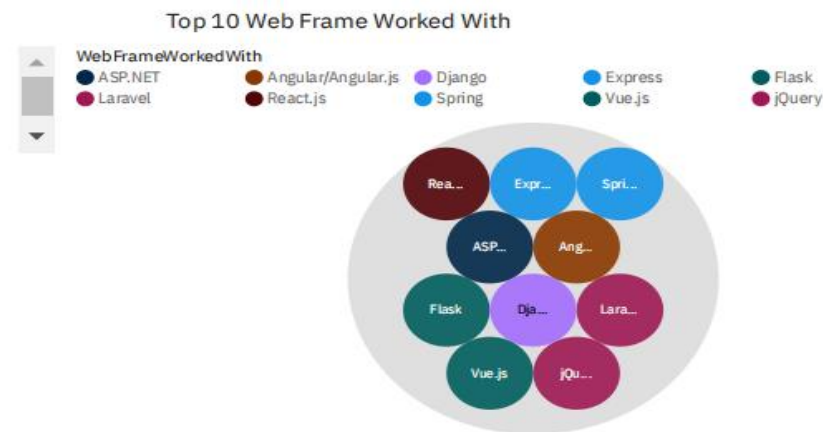 Top 10 Web Frame Worked With
WebFrameWorkedWith
ASP.NET Angular/Angular.js Django Express Flask
Laravel React.js Spring Vue.js jQuery
Rea... Expr... Spri...
ASP... Ang...
Flask Dja... Lara...
Vue.js jQu...